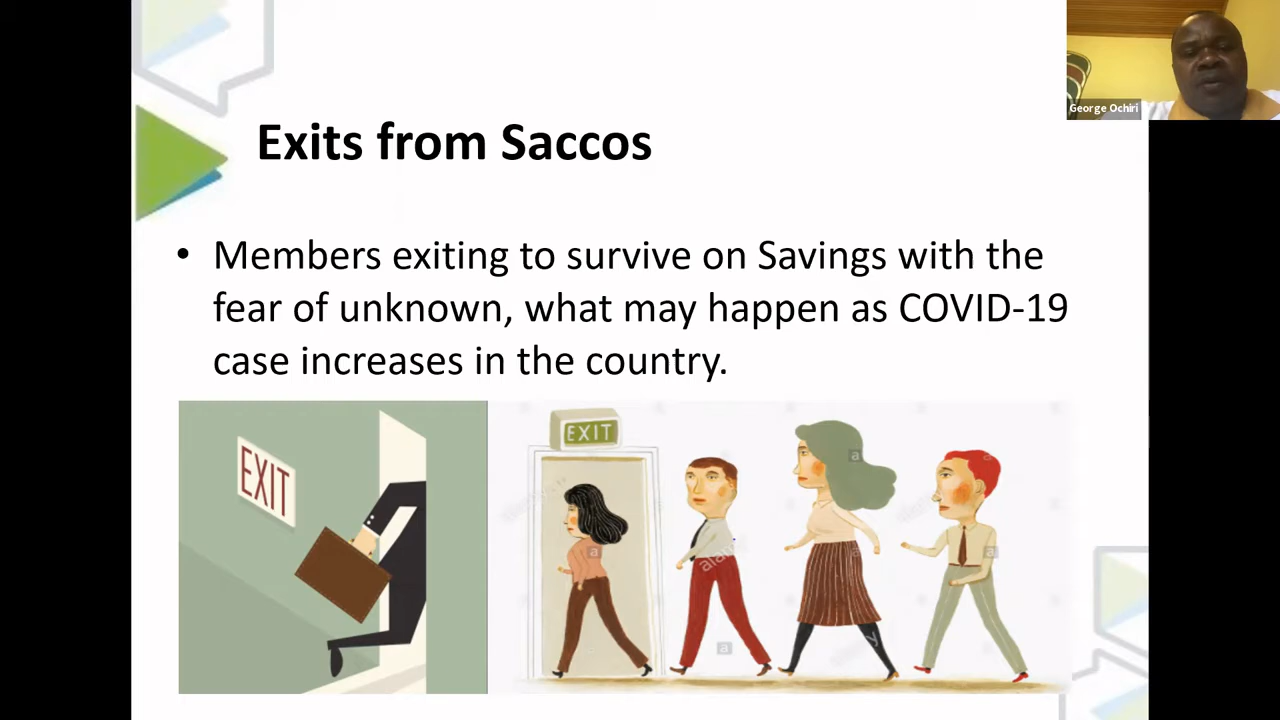 George Ochiri
Exits from Saccos
• Members exiting to survive on Savings with the
fear of unknown, what may happen as COVID-19
case increases in the country.
EXIT
EXIT
a
a
a
a
a
alamy